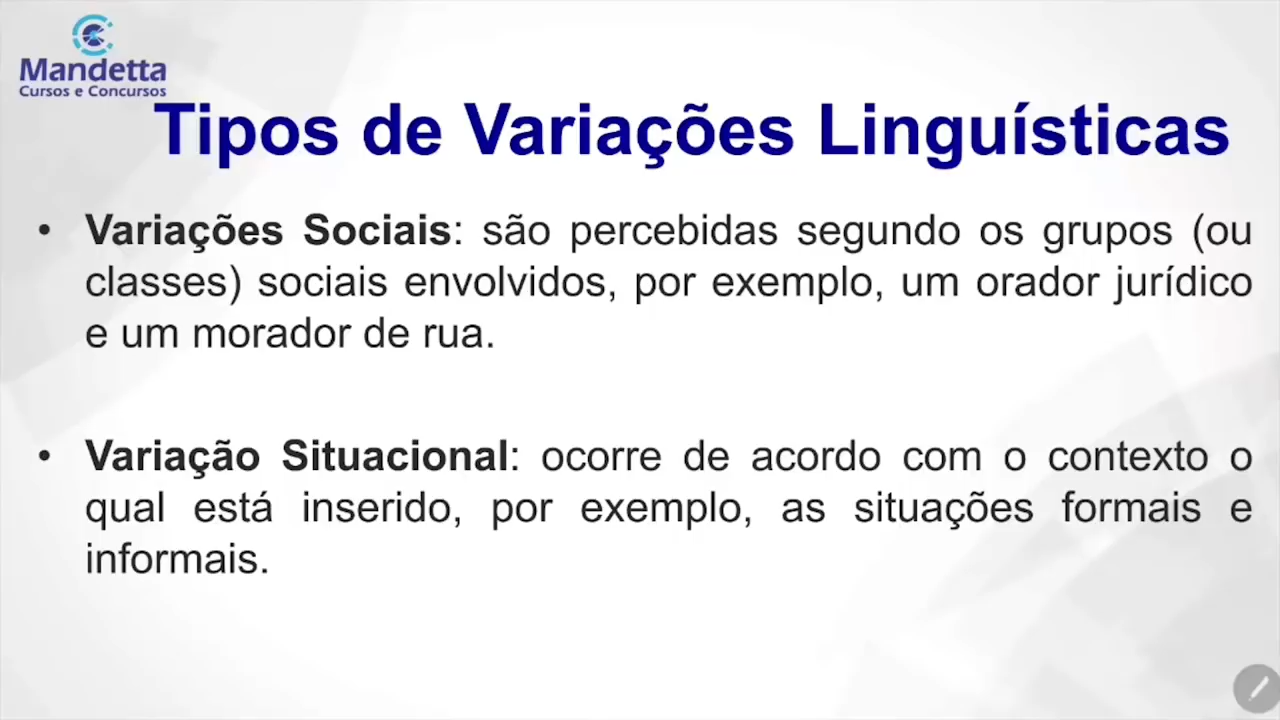 Mandetta
Cursos e Concursos
Tipos de Variações Linguísticas
• Variações Sociais: são percebidas segundo os grupos (ou
classes) sociais envolvidos, por exemplo, um orador jurídico
e um morador de rua.
• Variação Situacional: ocorre de acordo com o contexto o
qual está inserido, por exemplo, as situações formais e
informais.